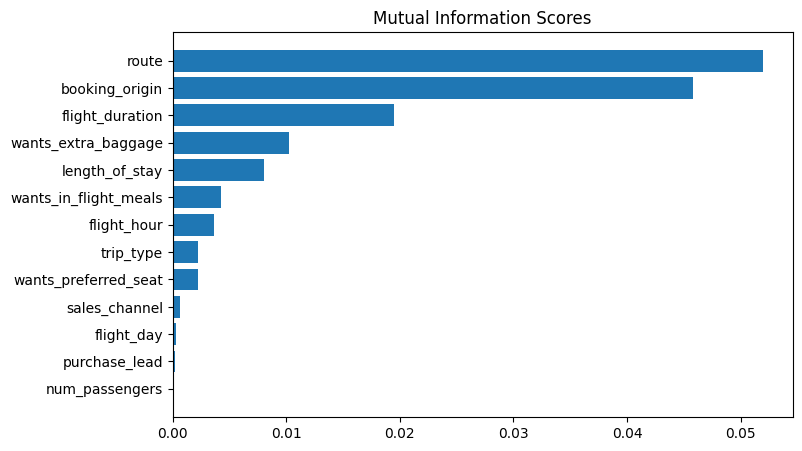 Mutual Information Scores
route
booking_origin
flight_duration
wants_extra_baggage
length_of_stay
wants_in_flight_meals
flight_hour
trip_type
wants_preferred_seat
sales_channel
flight_day
purchase_lead
num_passengers
0.00 0.01 0.02 0.03 0.04 0.05